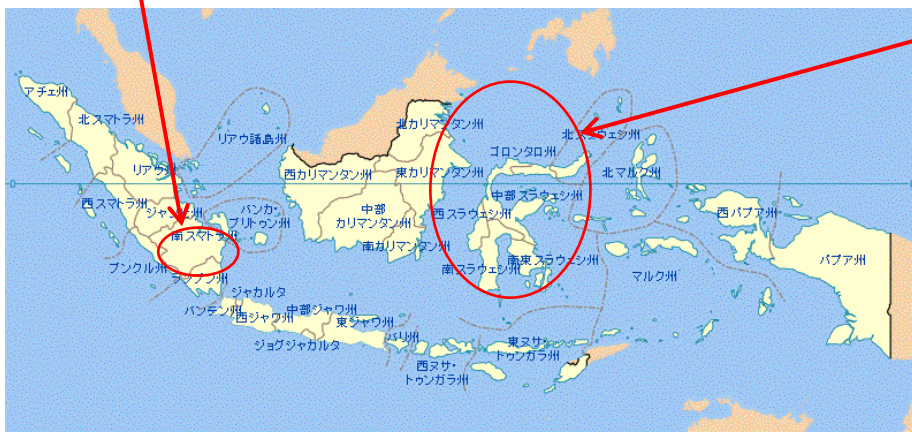 アチェ州
北スマトラ州
リアウ諸島州
リアウ州
西スマトラ州
ジャンビ州
バンカ・
ブリトゥン州
南スマトラ州
ブンクル州
ランプン州
ジャカルタ
バンテン州
西ジャワ州
中部ジャワ州
ジョグジャカルタ
東ジャワ州
バリ州
西ヌサ・
トゥンガラ州
東ヌサ・
トゥンガラ州
北カリマンタン州
西カリマンタン州
東カリマンタン州
中部
カリマンタン州
南カリマンタン州
北スラウェシ州
ゴロンタロ州
中部スラウェシ州
西スラウェシ州
南スラウェシ州
南東スラウェシ州
北マルク州
マルク州
西パプア州
パプア州
0